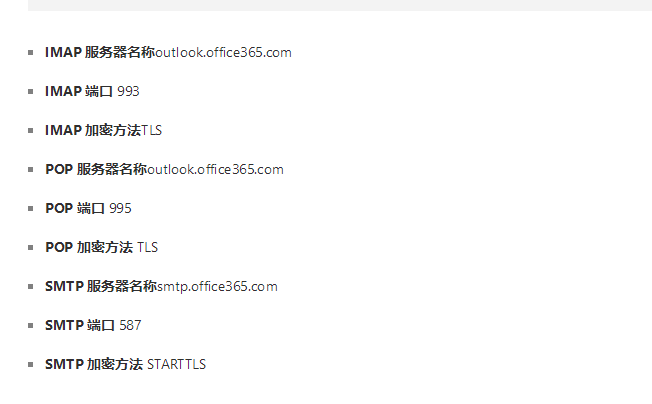 IMAP 服务器名称outlook.office365.com
IMAP 端口 993
IMAP 加密方法TLS
POP 服务器名称outlook.office365.com
POP 端口 995
POP 加密方法 TLS
SMTP 服务器名称smtp.office365.com
SMTP 端口 587
SMTP 加密方法 STARTTLS